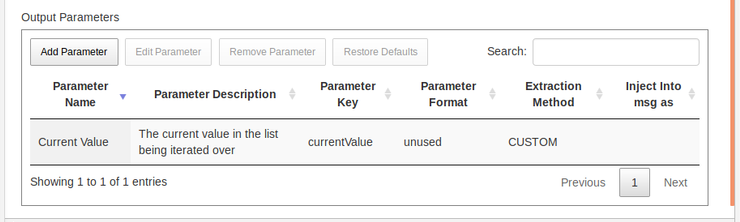 Output Parameters
Add Parameter Edit Parameter Remove Parameter Restore Defaults Search:
Parameter Name Parameter Description Parameter Key Parameter Format Extraction Method Inject Into msg as
Current Value The current value in the list being iterated over currentValue unused CUSTOM
Showing 1 to 1 of 1 entries Previous 1 Next